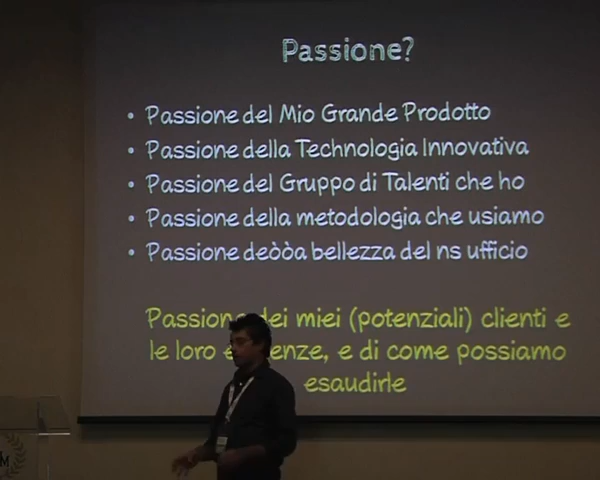 Passione?
• Passione del Mio Grande Prodotto
• Passione della Technologia Innovativa
• Passione del Gruppo di Talenti che ho
• Passione della metodologia che usiamo
• Passione deòòa bellezza del ns ufficio
dei miei (potenziali) clienti e
le loro e, e di come possiamo
esaudirle
M